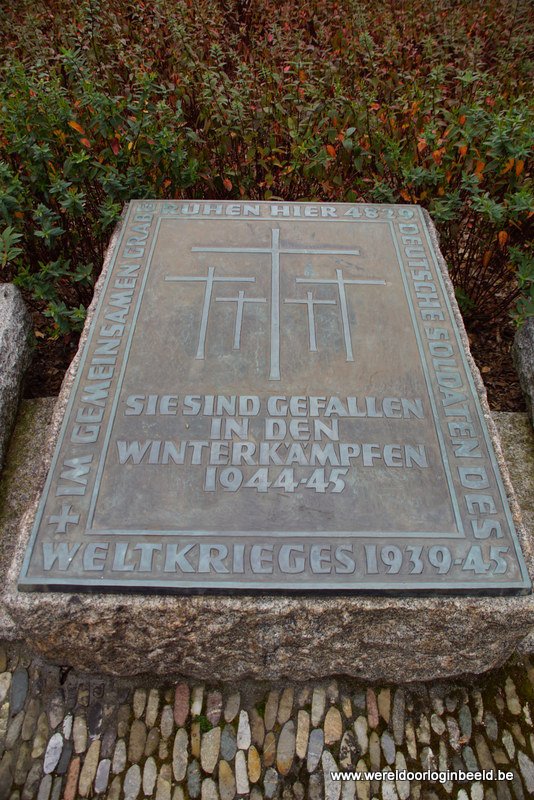 IM GEMEINSAMEN GRABE
RUHEN HIER 4829
DEUTSCHE SOLDATEN DES
WELTKRIEGES 1939-45
SIE SIND GEFALLEN
IN DEN
WINTERKÄMPFEN
1944-45
www.wereldoorloginbeeld.be